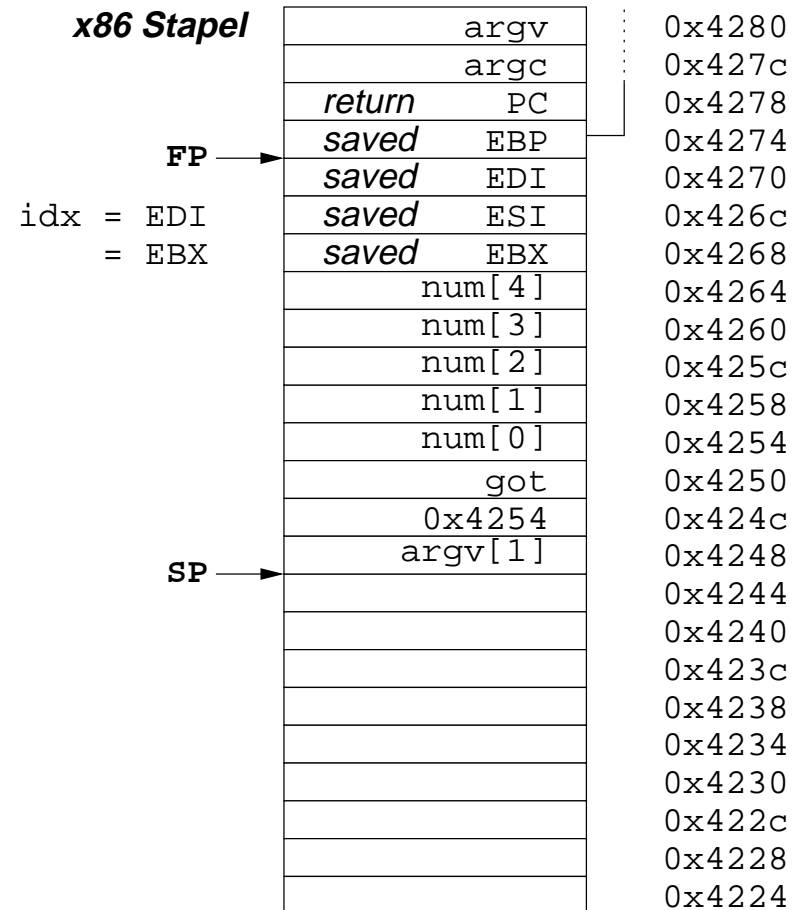 x86 Stapel argv 0x4280
argc 0x427c
return PC 0x4278
saved EBP 0x4274
FP
saved EDI 0x4270
idx = EDI saved ESI 0x426c
= EBX saved EBX 0x4268
num[4] 0x4264
num[3] 0x4260
num[2] 0x425c
num[1] 0x4258
num[0] 0x4254
got 0x4250
0x4254 0x424c
argv[1] 0x4248
SP
0x4244
0x4240
0x423c
0x4238
0x4234
0x4230
0x422c
0x4228
0x4224